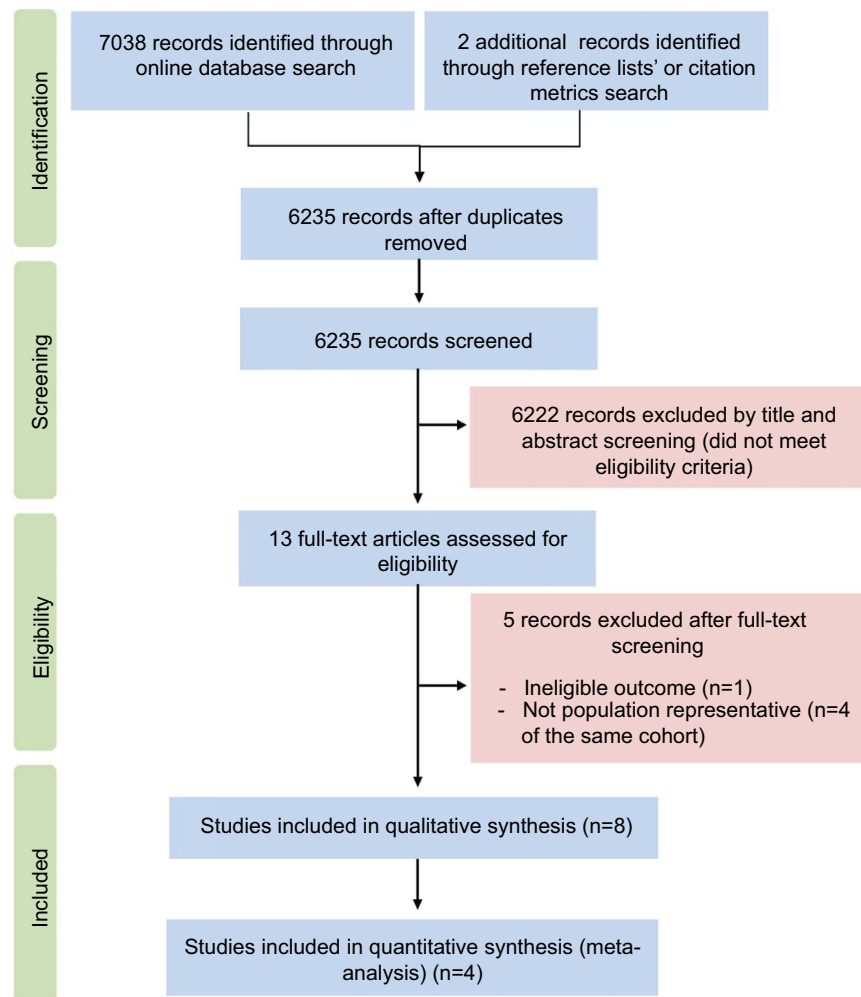 Identification
7038 records identified through
online database search
2 additional records identified
through reference lists' or citation
metrics search
6235 records after duplicates
removed
Screening
6235 records screened
6222 records excluded by title and
abstract screening (did not meet
eligibility criteria)
Eligibility
13 full-text articles assessed for
eligibility
5 records excluded after full-text
screening
- Ineligible outcome (n=1)
- Not population representative (n=4
of the same cohort)
Included
Studies included in qualitative synthesis (n=8)
Studies included in quantitative synthesis (meta-
analysis) (n=4)